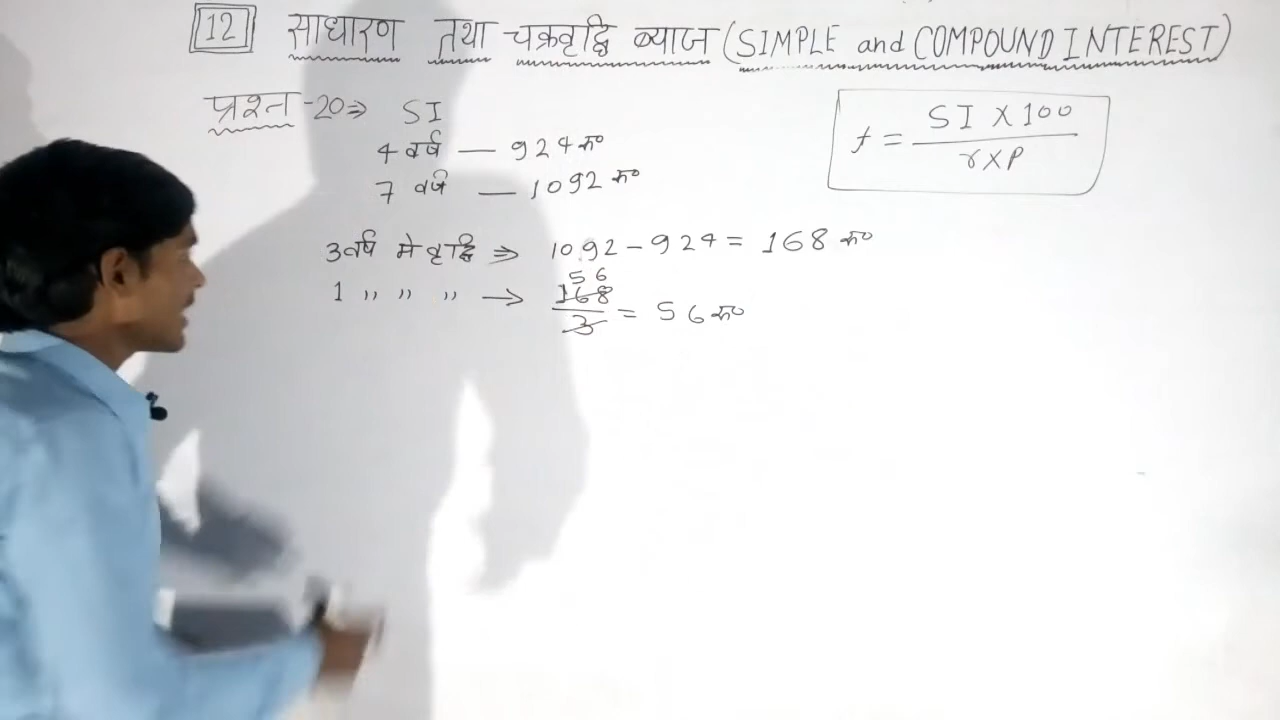 12 साधारण तथा चक्रवृद्धि ब्याज (SIMPLE and COMPOUND INTEREST)
प्रश्न -20⇒ SI
4 वर्ष — 924 रु०
7 वर्ष — 1092 रु०
t = SI X 100 / r X P
3 वर्ष मे वृद्धि ⇒ 1092 – 924 = 168 रु०
56
1 ,, ,, ,, → 168 / 3 = 56 रु०